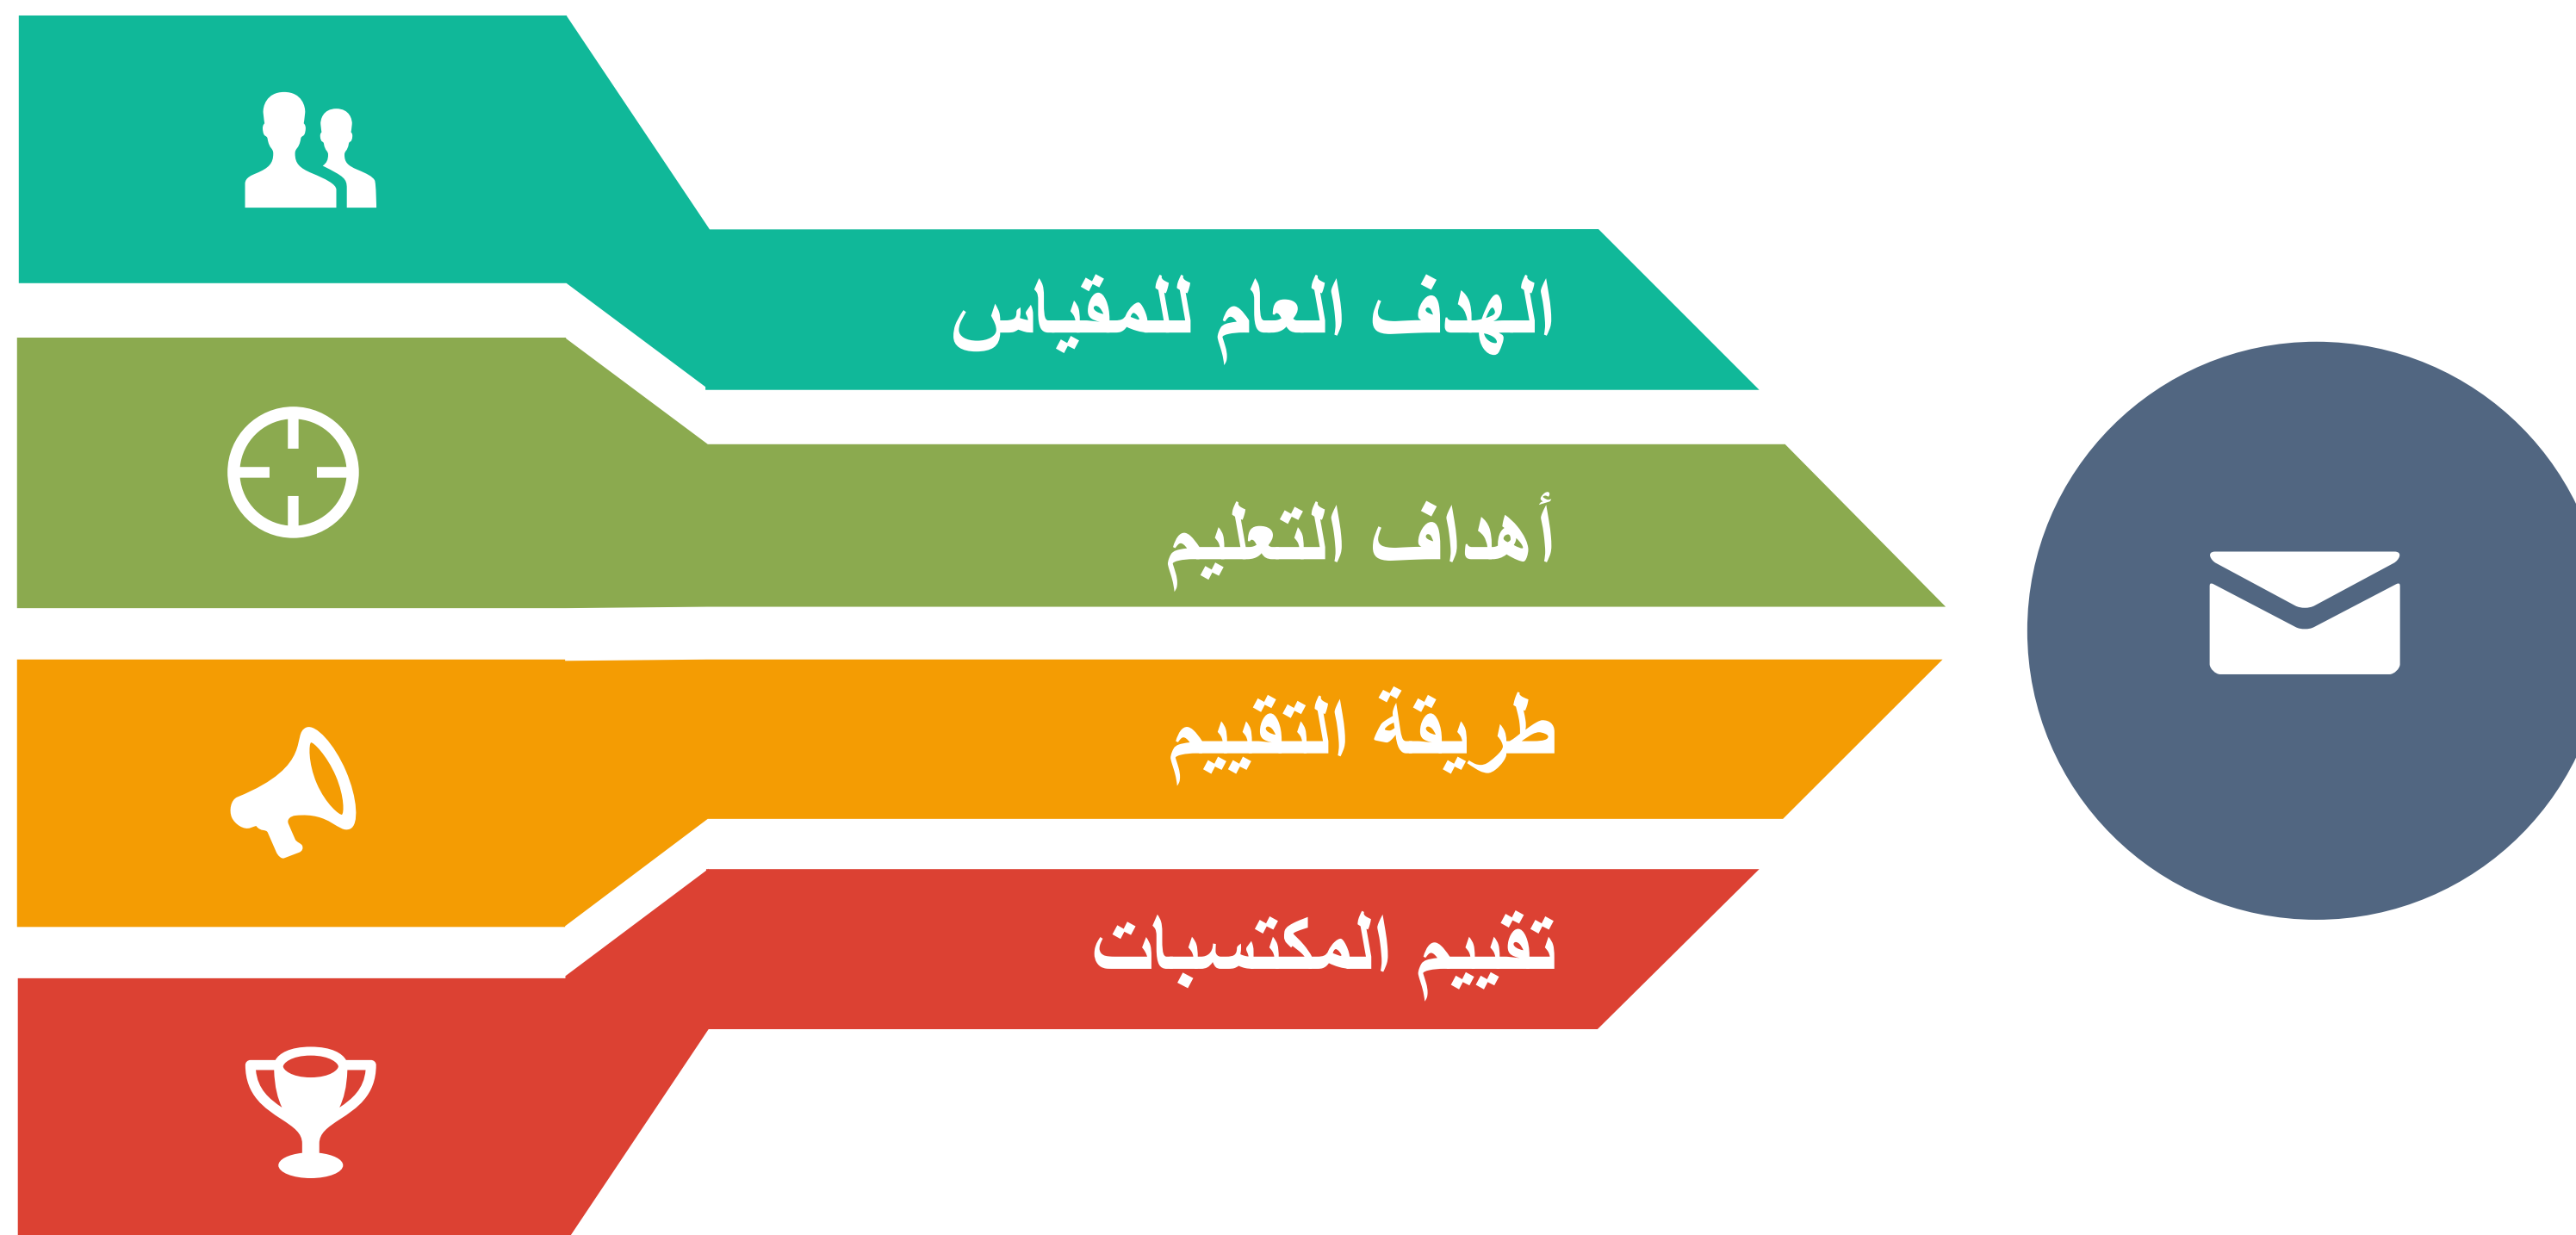 الهدف العام للمقياس
أهداف التعليم
طريقة التقييم
تقييم المكتسبات